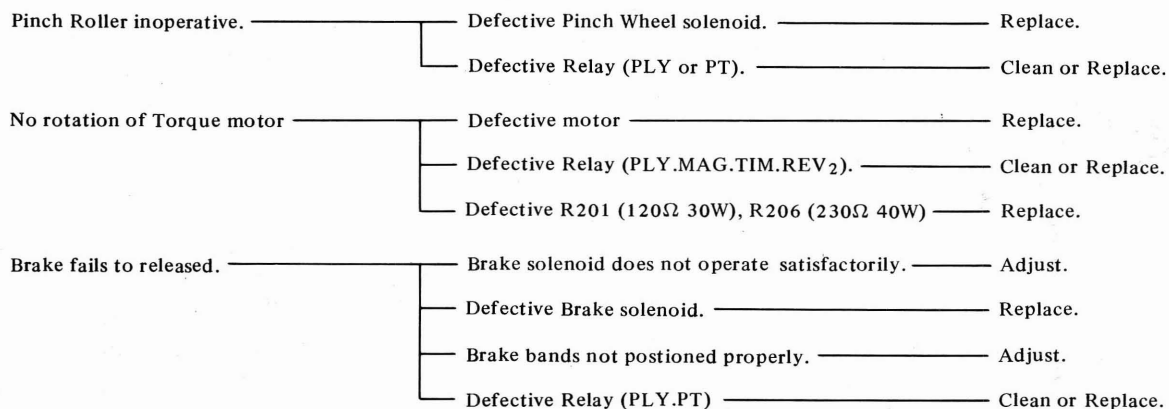 Pinch Roller inoperative. Defective Pinch Wheel solenoid. Replace.
Defective Relay (PLY or PT). Clean or Replace.
No rotation of Torque motor Defective motor Replace.
Defective Relay (PLY.MAG.TIM.REV2). Clean or Replace.
Defective R201 (120Ω 30W), R206 (230Ω 40W) Replace.
Brake fails to released. Brake solenoid does not operate satisfactorily. Adjust.
Defective Brake solenoid. Replace.
Brake bands not postioned properly. Adjust.
Defective Relay (PLY.PT) Clean or Replace.